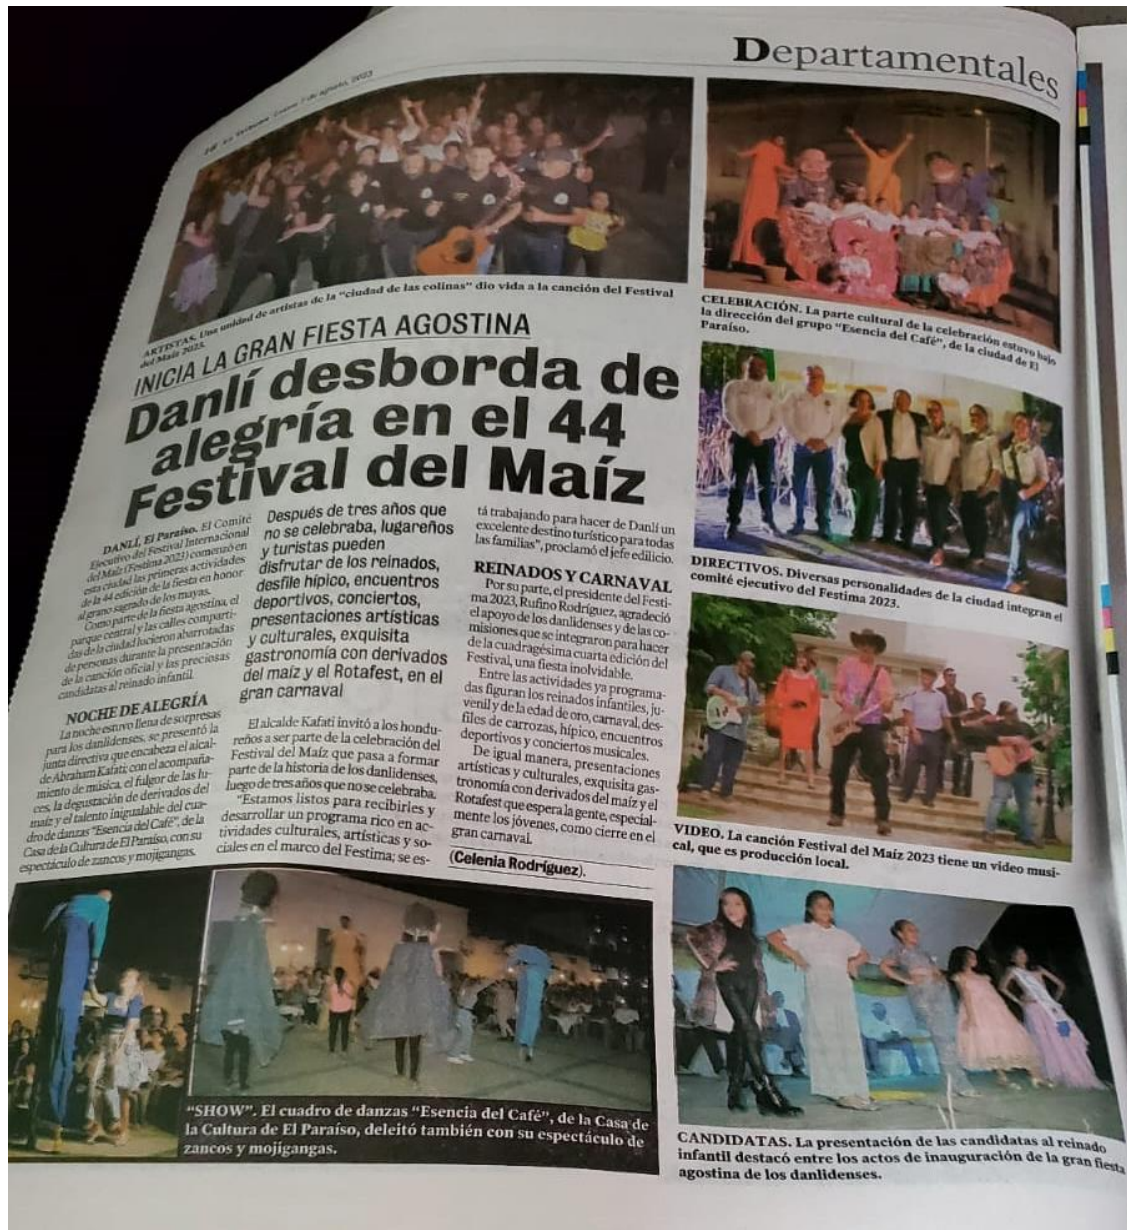 Departamentales
La Tribuna Lunes 7 de agosto, 2023
ARTISTAS. Una unidad de artistas de la “ciudad de las colinas” dio vida a la canción del Festival
del Maíz 2023.
CELEBRACIÓN. La parte cultural de la celebración estuvo bajo
la dirección del grupo “Esencia del Café”, de la ciudad de El
Paraíso.
INICIA LA GRAN FIESTA AGOSTINA
Danlí desborda de
alegría en el 44
Festival del Maíz
DANLÍ, El Paraíso. El Comité
Ejecutivo del Festival Internacional
del Maíz (Festima 2023) comenzó en
esta ciudad las primeras actividades
de la 44 edición de la fiesta en honor
al grano sagrado de los mayas.
Como parte de la fiesta agostina, el
parque central y las calles comparti-
das de la ciudad lucieron abarrotadas
de personas durante la presentación
de la canción oficial y las preciosas
candidatas al reinado infantil.
NOCHE DE ALEGRÍA
La noche estuvo llena de sorpresas
para los danlidenses, se presentó la
junta directiva que encabeza el alcal-
de Abraham Kafati; con el acompaña-
miento de música, el fulgor de las lu-
ces, la degustación de derivados del
maíz y el talento inigualable del cua-
dro de danzas “Esencia del Café”, de la
Casa de la Cultura de El Paraíso, con su
espectáculo de zancos y mojigangas.
Después de tres años que
no se celebraba, lugareños
y turistas pueden
disfrutar de los reinados,
desfile hípico, encuentros
deportivos, conciertos,
presentaciones artísticas
y culturales, exquisita
gastronomía con derivados
del maíz y el Rotafest, en el
gran carnaval
El alcalde Kafati invitó a los hondu-
reños a ser parte de la celebración del
Festival del Maíz que pasa a formar
parte de la historia de los danlidenses,
luego de tres años que no se celebraba.
“Estamos listos para recibirles y
desarrollar un programa rico en ac-
tividades culturales, artísticas y so-
ciales en el marco del Festima; se es-
tá trabajando para hacer de Danlí un
excelente destino turístico para todas
las familias”, proclamó el jefe edilicio.
REINADOS Y CARNAVAL
Por su parte, el presidente del Festi-
ma 2023, Rufino Rodríguez, agradeció
el apoyo de los danlidenses y de las co-
misiones que se integraron para hacer
de la cuadragésima cuarta edición del
Festival, una fiesta inolvidable.
Entre las actividades ya programa-
das figuran los reinados infantiles, ju-
venil y de la edad de oro, carnaval, des-
files de carrozas, hípico, encuentros
deportivos y conciertos musicales.
De igual manera, presentaciones
artísticas y culturales, exquisita gas-
tronomía con derivados del maíz y el
Rotafest que espera la gente, especial-
mente los jóvenes, como cierre en el
gran carnaval.
(Celenia Rodríguez).
DIRECTIVOS. Diversas personalidades de la ciudad integran el
comité ejecutivo del Festima 2023.
VIDEO. La canción Festival del Maíz 2023 tiene un video musi-
cal, que es producción local.
“SHOW”. El cuadro de danzas “Esencia del Café”, de la Casa de
la Cultura de El Paraíso, deleitó también con su espectáculo de
zancos y mojigangas.
CANDIDATAS. La presentación de las candidatas al reinado
infantil destacó entre los actos de inauguración de la gran fiesta
agostina de los danlidenses.